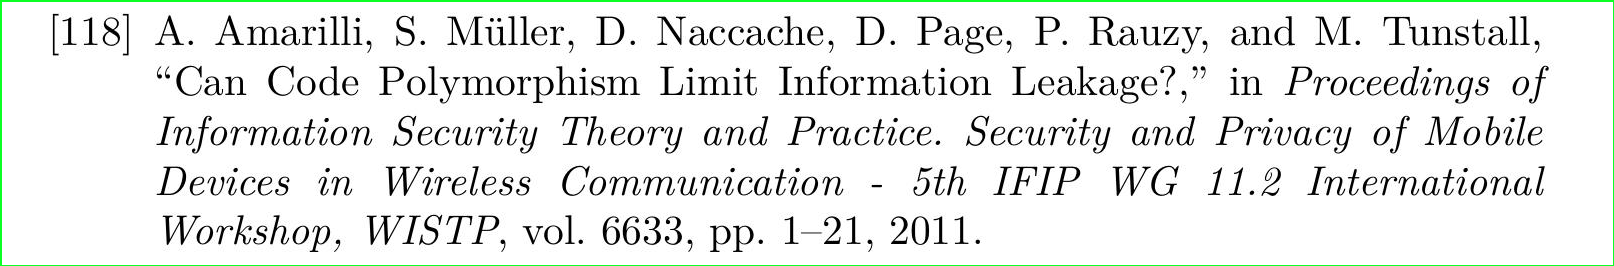 [118] A. Amarilli, S. Müller, D. Naccache, D. Page, P. Rauzy, and M. Tunstall,
“Can Code Polymorphism Limit Information Leakage?,” in Proceedings of
Information Security Theory and Practice. Security and Privacy of Mobile
Devices in Wireless Communication - 5th IFIP WG 11.2 International
Workshop, WISTP, vol. 6633, pp. 1–21, 2011.